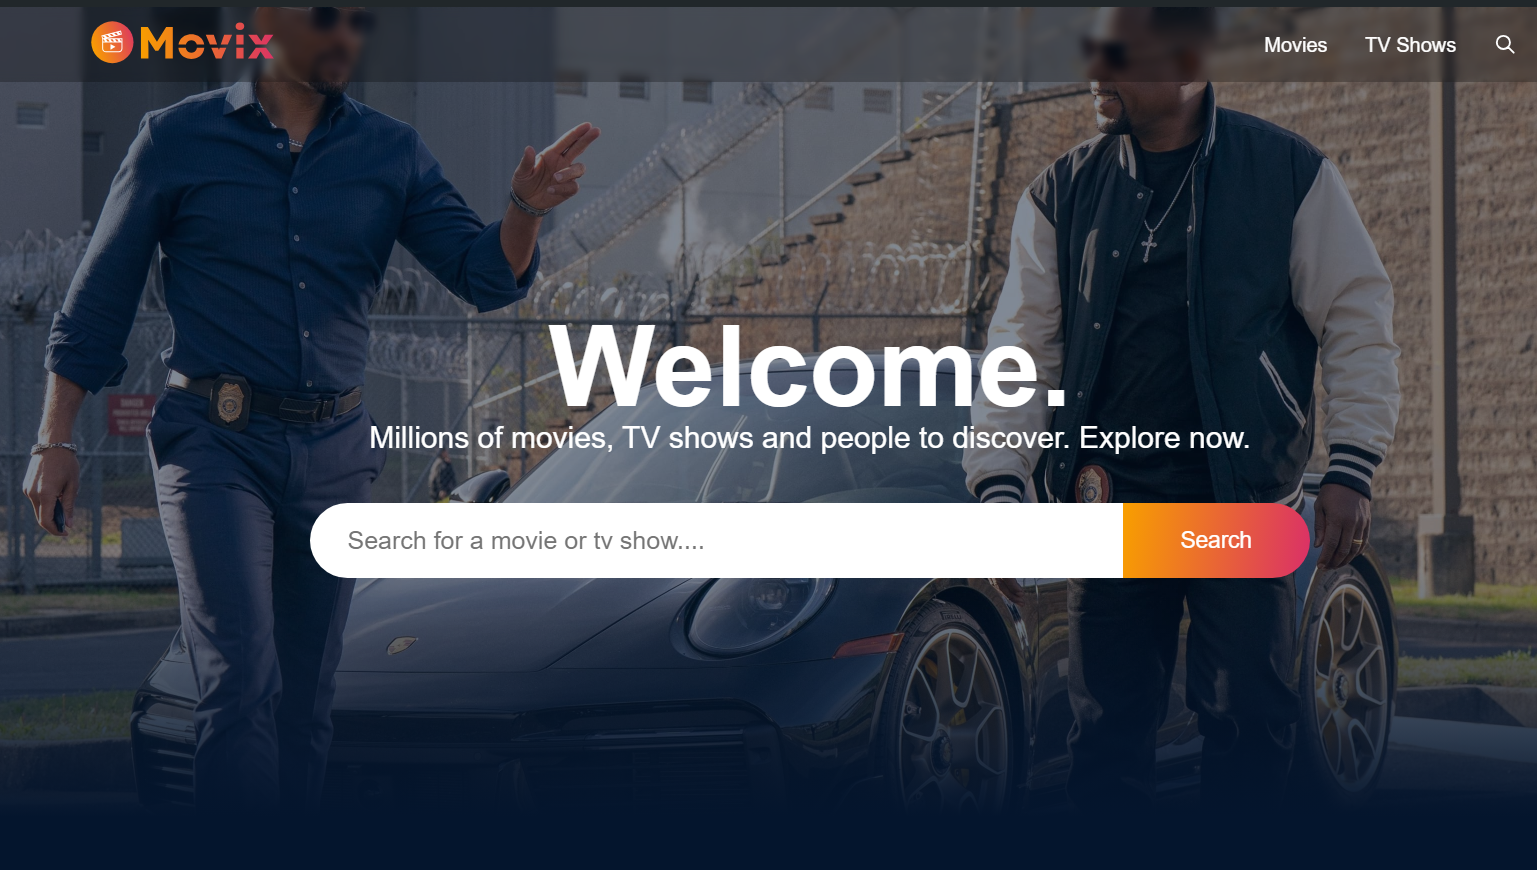 Movix
Movies
TV Shows
Welcome.
Millions of movies, TV shows and people to discover. Explore now.
Search for a movie or tv show....
Search
DANGER